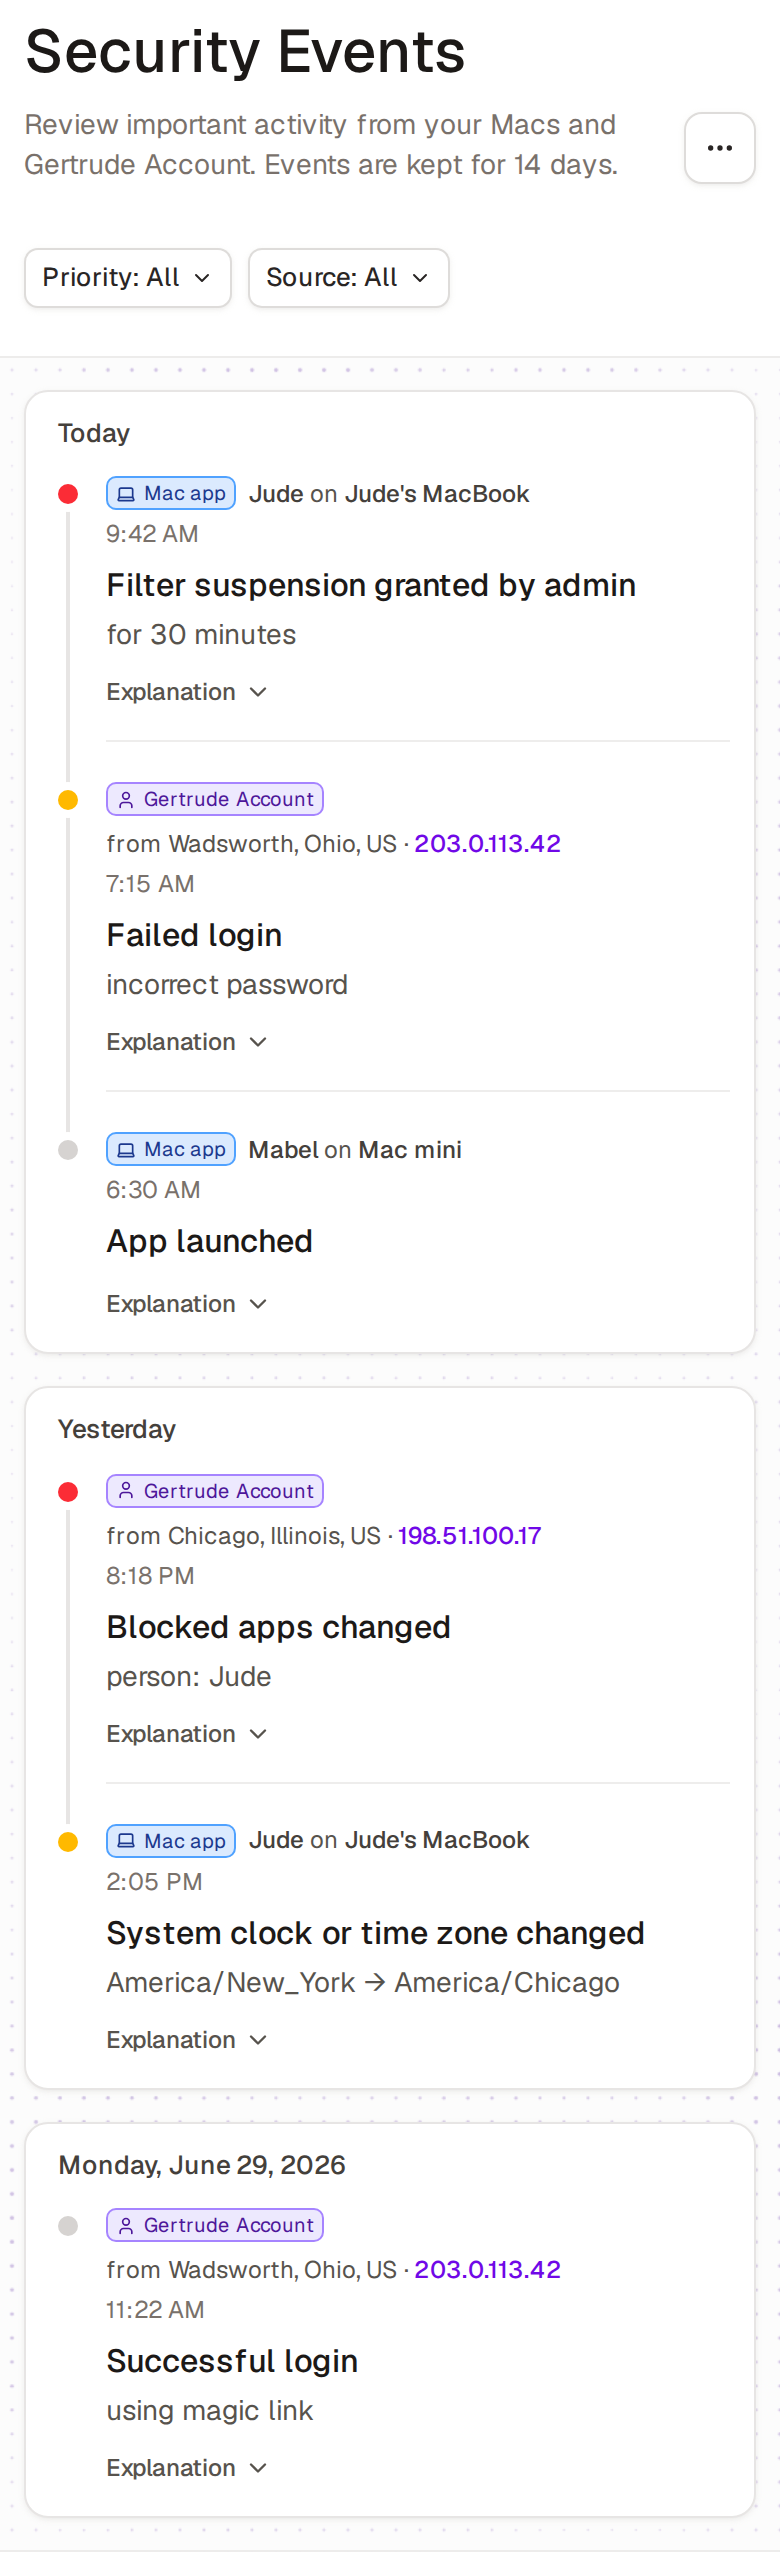 Security Events
Review important activity from your Macs and
Gertrude Account. Events are kept for 14 days.
Priority: All
Source: All
Today
Mac app Jude on Jude's MacBook
9:42 AM
Filter suspension granted by admin
for 30 minutes
Explanation
Gertrude Account
from Wadsworth, Ohio, US · 203.0.113.42
7:15 AM
Failed login
incorrect password
Explanation
Mac app Mabel on Mac mini
6:30 AM
App launched
Explanation
Yesterday
Gertrude Account
from Chicago, Illinois, US · 198.51.100.17
8:18 PM
Blocked apps changed
person: Jude
Explanation
Mac app Jude on Jude's MacBook
2:05 PM
System clock or time zone changed
America/New_York → America/Chicago
Explanation
Monday, June 29, 2026
Gertrude Account
from Wadsworth, Ohio, US · 203.0.113.42
11:22 AM
Successful login
using magic link
Explanation